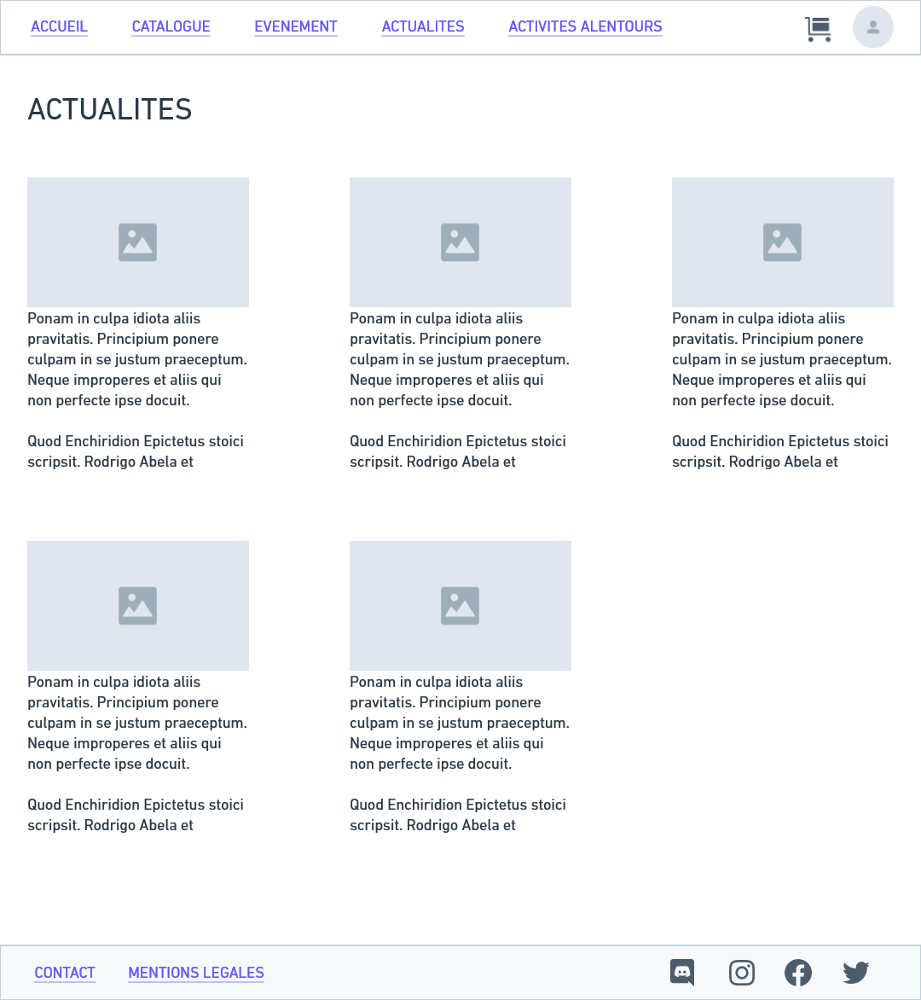 ACCUEIL CATALOGUE EVENEMENT ACTUALITES ACTIVITES ALENTOURS
ACTUALITES
Ponam in culpa idiota aliis
pravitatis. Principium ponere
culpam in se justum praeceptum.
Neque improperes et aliis qui
non perfecte ipse docuit.
Quod Enchiridion Epictetus stoici
scripsit. Rodrigo Abela et
Ponam in culpa idiota aliis
pravitatis. Principium ponere
culpam in se justum praeceptum.
Neque improperes et aliis qui
non perfecte ipse docuit.
Quod Enchiridion Epictetus stoici
scripsit. Rodrigo Abela et
Ponam in culpa idiota aliis
pravitatis. Principium ponere
culpam in se justum praeceptum.
Neque improperes et aliis qui
non perfecte ipse docuit.
Quod Enchiridion Epictetus stoici
scripsit. Rodrigo Abela et
Ponam in culpa idiota aliis
pravitatis. Principium ponere
culpam in se justum praeceptum.
Neque improperes et aliis qui
non perfecte ipse docuit.
Quod Enchiridion Epictetus stoici
scripsit. Rodrigo Abela et
Ponam in culpa idiota aliis
pravitatis. Principium ponere
culpam in se justum praeceptum.
Neque improperes et aliis qui
non perfecte ipse docuit.
Quod Enchiridion Epictetus stoici
scripsit. Rodrigo Abela et
CONTACT MENTIONS LEGALES